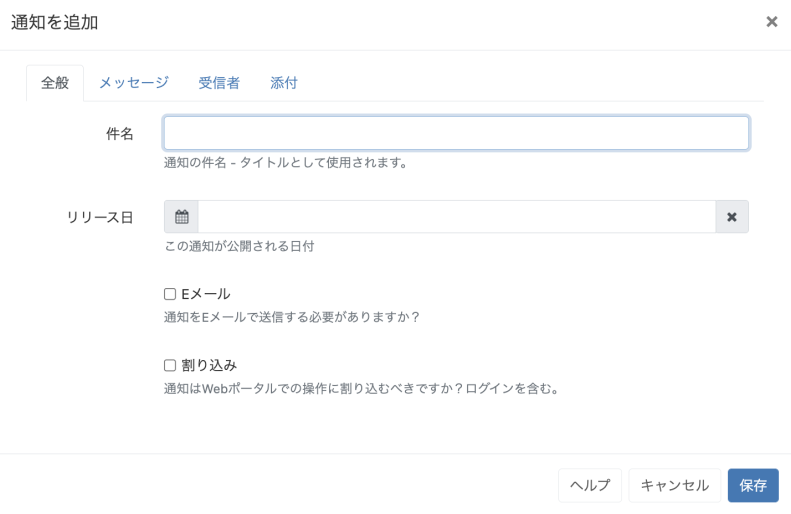 通知を追加
×
全般 メッセージ 受信者 添付
件名
通知の件名 - タイトルとして使用されます。
リリース日
この通知が公開される日付
Eメール
通知をEメールで送信する必要がありますか？
割り込み
通知はWebポータルでの操作に割り込むべきですか？ログインを含む。
ヘルプ キャンセル 保存